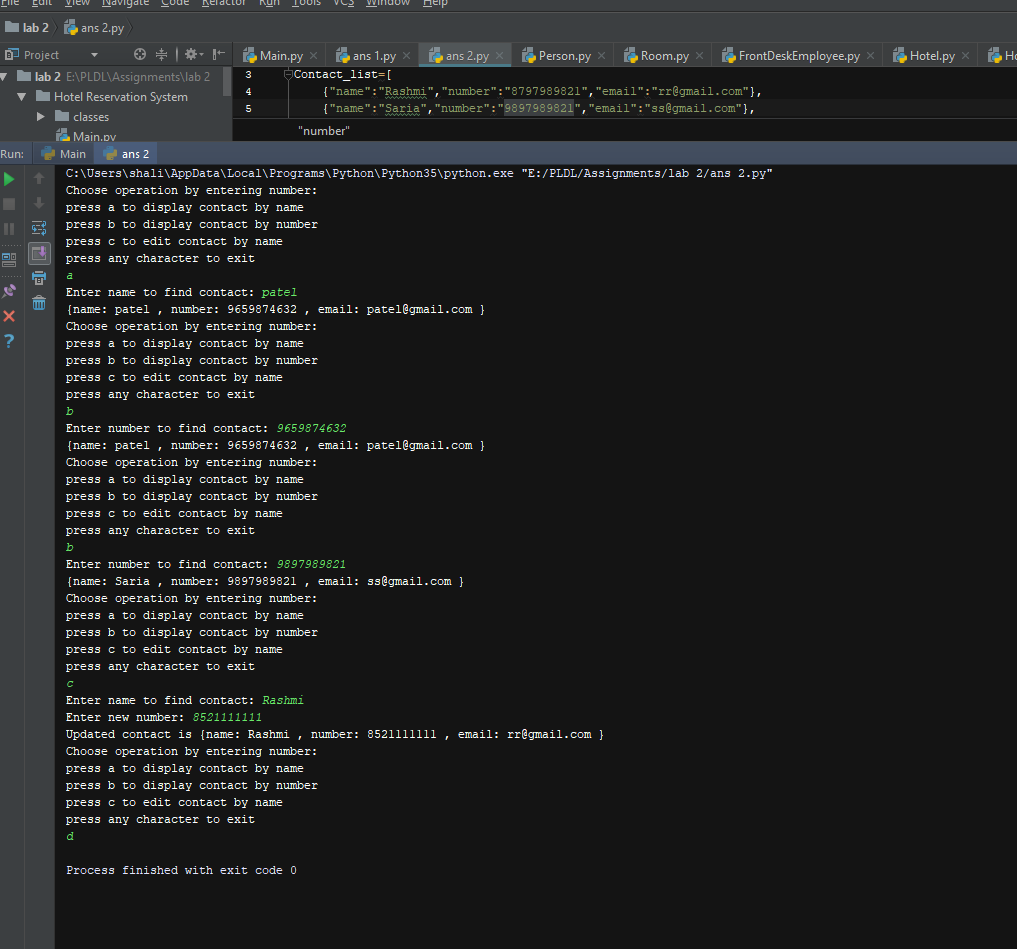 File Edit View Navigate Code Refactor Run Tools VCS Window Help
lab 2 ans 2.py
Project
Main.py ans 1.py ans 2.py Person.py Room.py FrontDeskEmployee.py Hotel.py Ho
lab 2 E:\PLDL\Assignments\lab 2
Hotel Reservation System
classes
Main.py
3 Contact_list=[
4 {"name":"Rashmi","number":"8797989821","email":"rr@gmail.com"},
5 {"name":"Saria","number":"9897989821","email":"ss@gmail.com"},
"number"
Run: Main ans 2
C:\Users\shali\AppData\Local\Programs\Python\Python35\python.exe "E:/PLDL/Assignments/lab 2/ans 2.py"
Choose operation by entering number:
press a to display contact by name
press b to display contact by number
press c to edit contact by name
press any character to exit
a
Enter name to find contact: patel
{name: patel , number: 9659874632 , email: patel@gmail.com }
Choose operation by entering number:
press a to display contact by name
press b to display contact by number
press c to edit contact by name
press any character to exit
b
Enter number to find contact: 9659874632
{name: patel , number: 9659874632 , email: patel@gmail.com }
Choose operation by entering number:
press a to display contact by name
press b to display contact by number
press c to edit contact by name
press any character to exit
b
Enter number to find contact: 9897989821
{name: Saria , number: 9897989821 , email: ss@gmail.com }
Choose operation by entering number:
press a to display contact by name
press b to display contact by number
press c to edit contact by name
press any character to exit
c
Enter name to find contact: Rashmi
Enter new number: 8521111111
Updated contact is {name: Rashmi , number: 8521111111 , email: rr@gmail.com }
Choose operation by entering number:
press a to display contact by name
press b to display contact by number
press c to edit contact by name
press any character to exit
d
Process finished with exit code 0